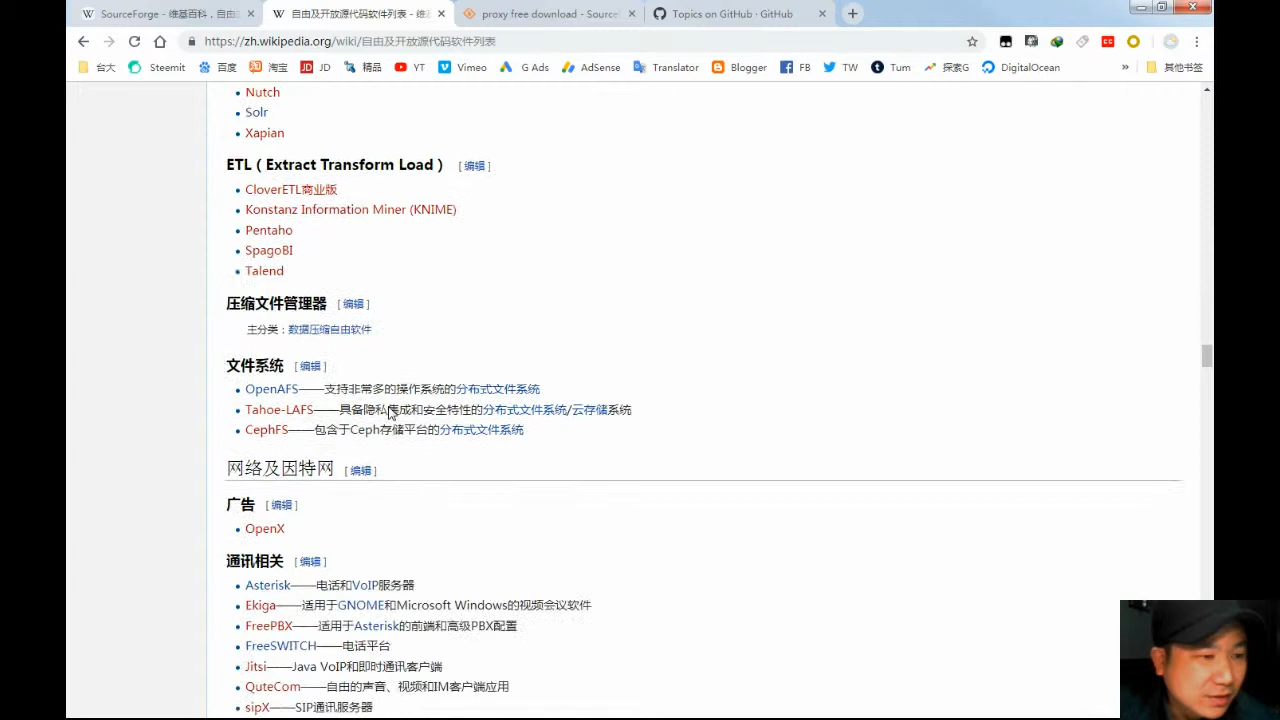 SourceForge - 维基百科，自由
自由及开放源代码软件列表 - 维
proxy free download - Source
Topics on GitHub · GitHub
https://zh.wikipedia.org/wiki/自由及开放源代码软件列表
台大 Steemit 百度 淘宝 JD 精品 YT Vimeo G Ads AdSense Translator Blogger FB TW Tum 探索G DigitalOcean » 其他书签
Nutch
Solr
Xapian
ETL（Extract Transform Load） [编辑]
CloverETL商业版
Konstanz Information Miner (KNIME)
Pentaho
SpagoBI
Talend
压缩文件管理器 [编辑]
主分类：数据压缩自由软件
文件系统 [编辑]
OpenAFS——支持非常多的操作系统的分布式文件系统
Tahoe-LAFS——具备隐私集成和安全特性的分布式文件系统/云存储系统
CephFS——包含于Ceph存储平台的分布式文件系统
网络及因特网 [编辑]
广告 [编辑]
OpenX
通讯相关 [编辑]
Asterisk——电话和VoIP服务器
Ekiga——适用于GNOME和Microsoft Windows的视频会议软件
FreePBX——适用于Asterisk的前端和高级PBX配置
FreeSWITCH——电话平台
Jitsi——Java VoIP和即时通讯客户端
QuteCom——自由的声音、视频和IM客户端应用
sipX——SIP通讯服务器